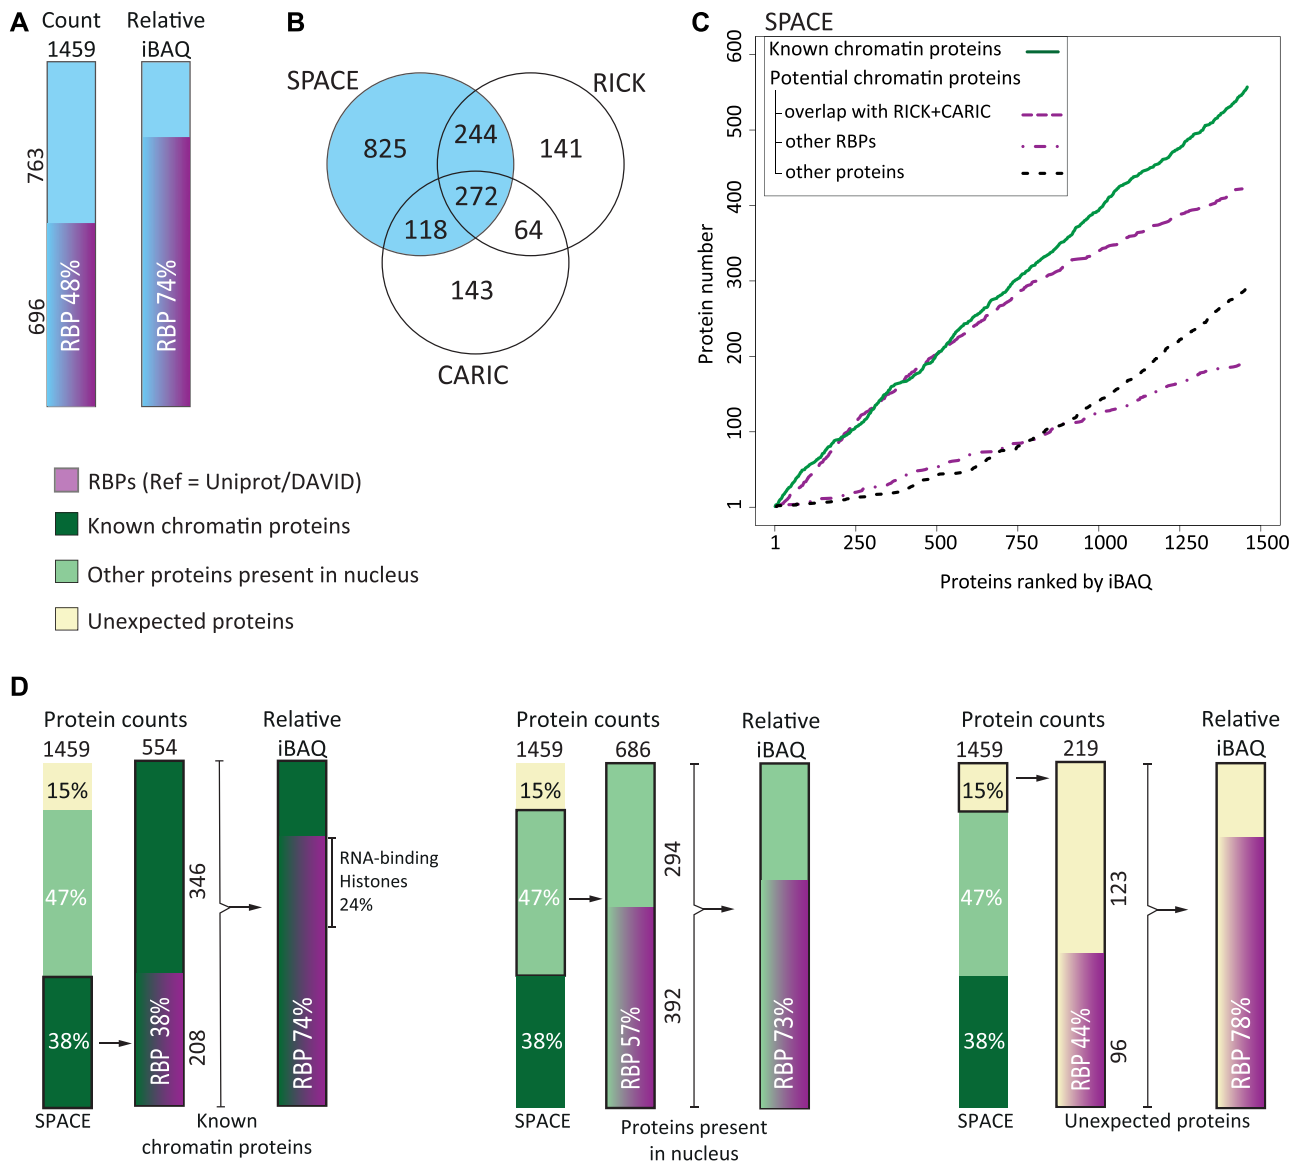 A
Count
1459
Relative
iBAQ
763
696
RBP 48%
RBP 74%
B
SPACE
RICK
CARIC
825
244
141
272
118
64
143
C
SPACE
Known chromatin proteins
Potential chromatin proteins
overlap with RICK+CARIC
other RBPs
other proteins
Protein number
600
500
400
300
200
100
1
1
250
500
750
1000
1250
1500
Proteins ranked by iBAQ
RBPs (Ref = Uniprot/DAVID)
Known chromatin proteins
Other proteins present in nucleus
Unexpected proteins
D
Protein counts
1459
554
Relative
iBAQ
15%
47%
38%
346
208
RBP 38%
RBP 74%
RNA-binding
Histones
24%
SPACE
Known
chromatin proteins
Protein counts
1459
686
Relative
iBAQ
15%
47%
38%
294
392
RBP 57%
RBP 73%
SPACE
Proteins present
in nucleus
Protein counts
1459
219
Relative
iBAQ
15%
47%
38%
123
96
RBP 44%
RBP 78%
SPACE
Unexpected proteins